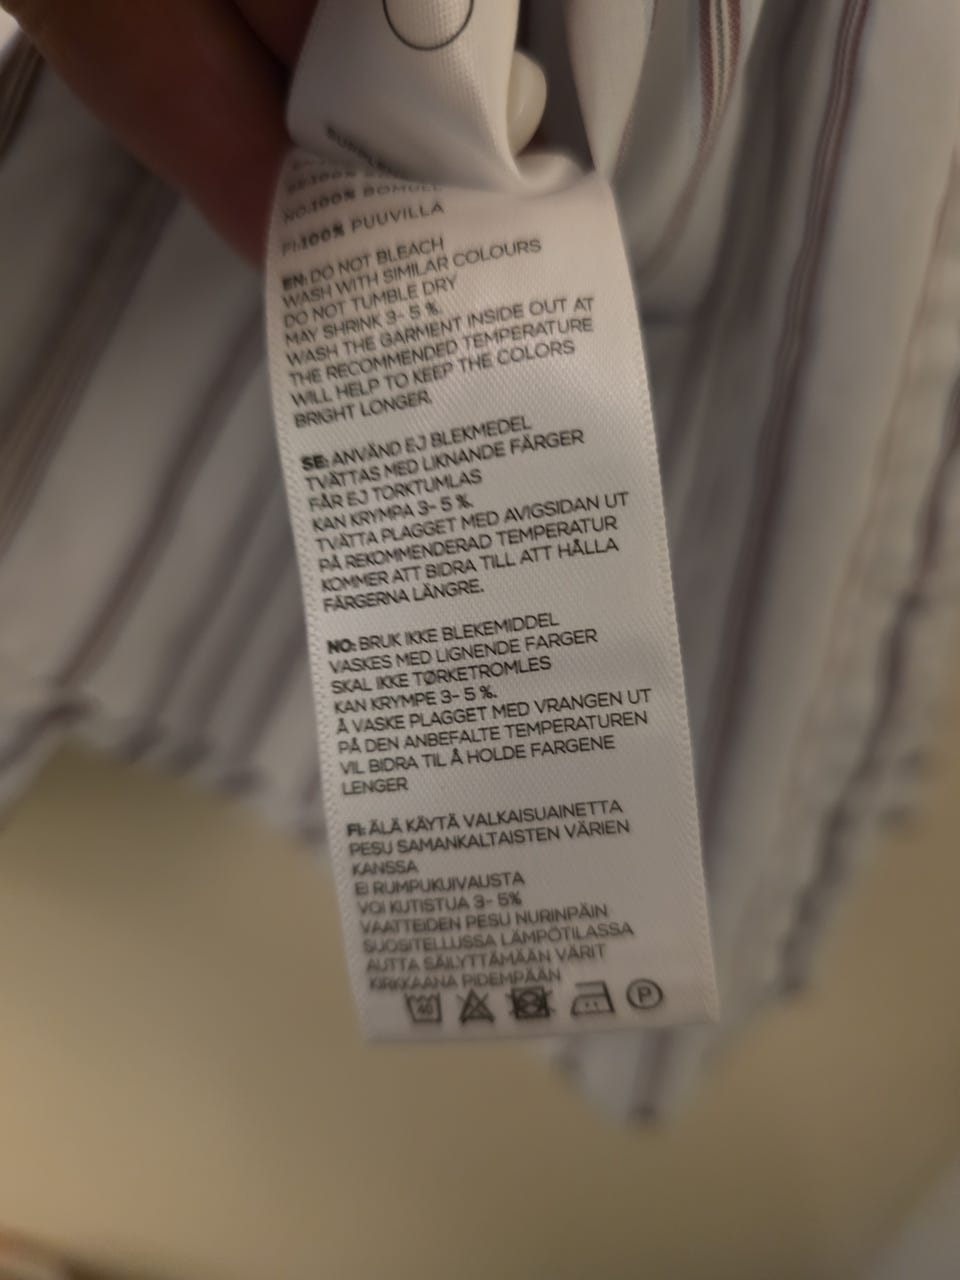 NO:100% BOMULL
FI:100% PUUVILLA
EN: DO NOT BLEACH
WASH WITH SIMILAR COLOURS
DO NOT TUMBLE DRY
MAY SHRINK 3- 5 %.
WASH THE GARMENT INSIDE OUT AT
THE RECOMMENDED TEMPERATURE
WILL HELP TO KEEP THE COLORS
BRIGHT LONGER.
SE: ANVÄND EJ BLEKMEDEL
TVÄTTAS MED LIKNANDE FÄRGER
FÅR EJ TORKTUMLAS
KAN KRYMPA 3- 5 %.
TVÄTTA PLAGGET MED AVIGSIDAN UT
PÅ REKOMMENDERAD TEMPERATUR
KOMMER ATT BIDRA TILL ATT HÅLLA
FÄRGERNA LÄNGRE.
NO: BRUK IKKE BLEKEMIDDEL
VASKES MED LIGNENDE FARGER
SKAL IKKE TØRKETROMLES
KAN KRYMPE 3- 5 %.
Å VASKE PLAGGET MED VRANGEN UT
PÅ DEN ANBEFALTE TEMPERATUREN
VIL BIDRA TIL Å HOLDE FARGENE
LENGER
FI: ÄLÄ KÄYTÄ VALKAISUAINETTA
PESU SAMANKALTAISTEN VÄRIEN
KANSSA
EI RUMPUKUIVAUSTA
VOI KUTISTUA 3- 5%
VAATTEIDEN PESU NURINPÄIN
SUOSITELLUSSA LÄMPÖTILASSA
AUTTA SÄILYTTÄMÄÄN VÄRIT
KIRKKAANA PIDEMPÄÄN
40 P